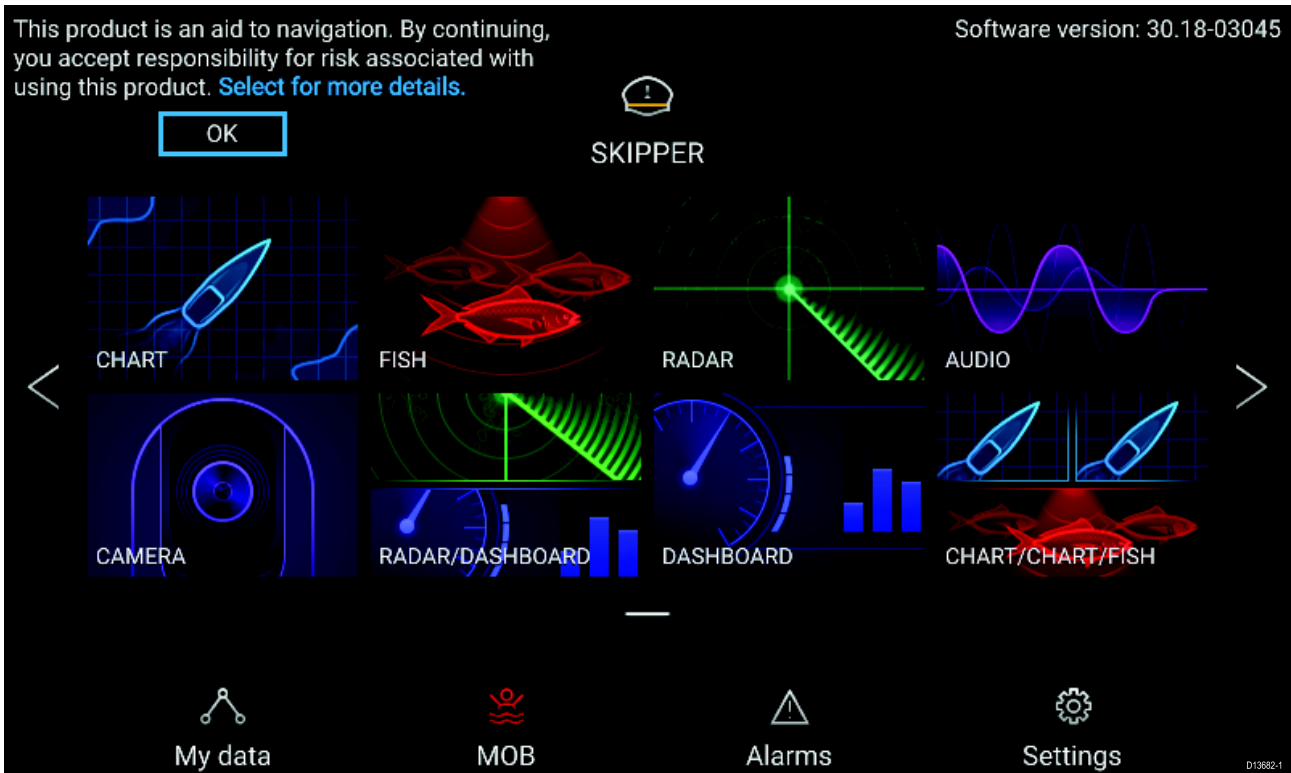 This product is an aid to navigation. By continuing,
you accept responsibility for risk associated with
using this product. Select for more details.
OK
Software version: 30.18-03045
SKIPPER
CHART
FISH
RADAR
AUDIO
CAMERA
RADAR/DASHBOARD
DASHBOARD
CHART/CHART/FISH
My data
MOB
Alarms
Settings
D13682-1